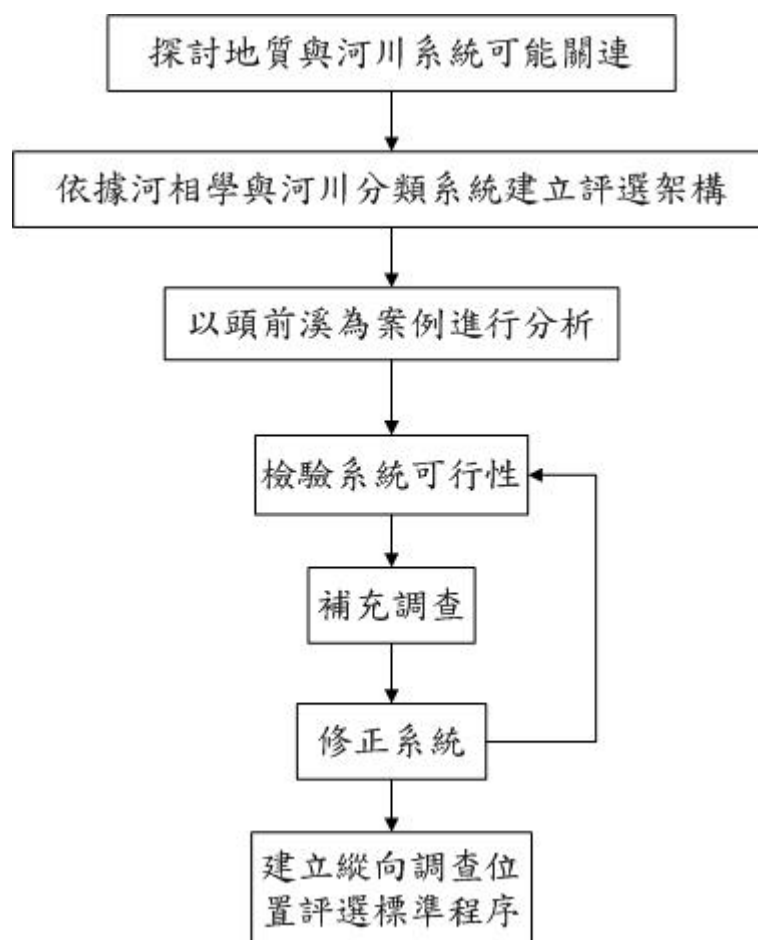 探討地質與河川系統可能關連
依據河相學與河川分類系統建立評選架構
以頭前溪為案例進行分析
檢驗系統可行性
補充調查
修正系統
建立縱向調查位
置評選標準程序